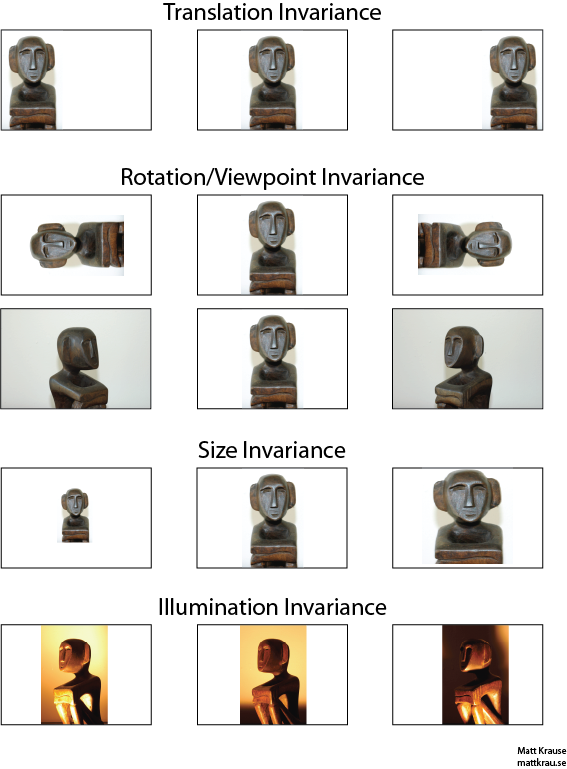 Translation Invariance
Rotation/Viewpoint Invariance
Size Invariance
Illumination Invariance
Matt Krause
mattkrau.se